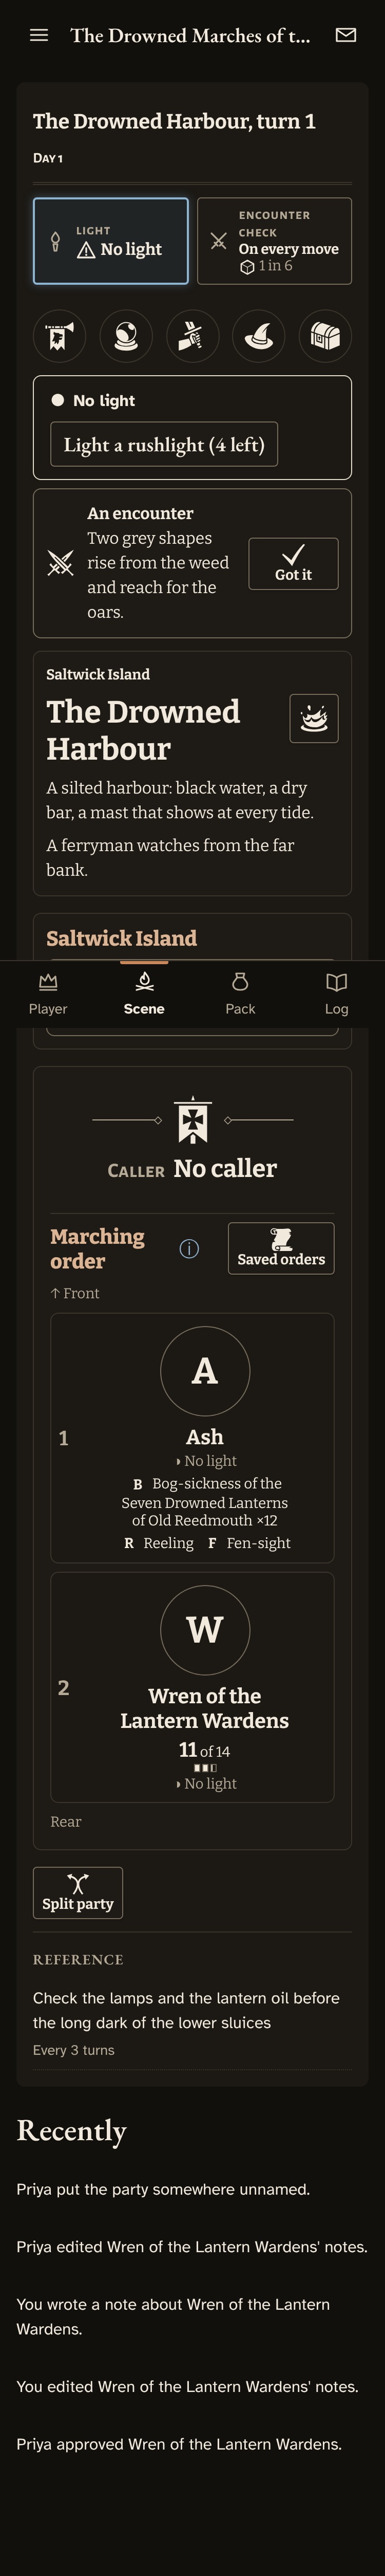 The Drowned Marches of t...
The Drowned Harbour, turn 1
DAY 1
LIGHT
No light
ENCOUNTER
CHECK
On every move
1 in 6
No light
Light a rushlight (4 left)
An encounter
Two grey shapes
rise from the weed
and reach for the
oars.
Got it
Saltwick Island
The Drowned
Harbour
A silted harbour: black water, a dry
bar, a mast that shows at every tide.
A ferryman watches from the far
bank.
Saltwick Island
Player
Scene
Pack
Log
CALLER No caller
Marching
order
Saved orders
↑ Front
A
1
Ash
No light
B Bog-sickness of the
Seven Drowned Lanterns
of Old Reedmouth ×12
R Reeling F Fen-sight
W
2
Wren of the
Lantern Wardens
11 of 14
No light
Rear
Split party
REFERENCE
Check the lamps and the lantern oil before
the long dark of the lower sluices
Every 3 turns
Recently
Priya put the party somewhere unnamed.
Priya edited Wren of the Lantern Wardens' notes.
You wrote a note about Wren of the Lantern
Wardens.
You edited Wren of the Lantern Wardens' notes.
Priya approved Wren of the Lantern Wardens.